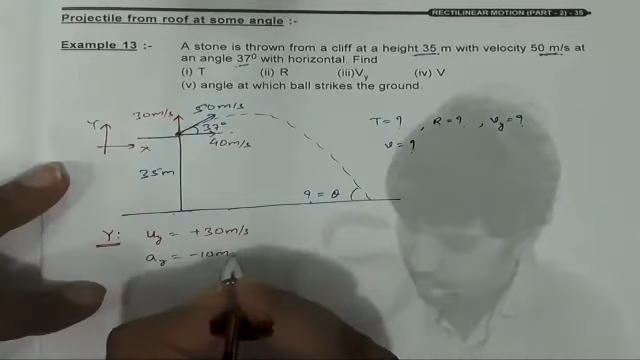 Projectile from roof at some angle :-
RECTILINEAR MOTION (PART - 2) - 35
Example 13 :- A stone is thrown from a cliff at a height 35 m with velocity 50 m/s at
an angle 37⁰ with horizontal. Find
(i) T (ii) R (iii) Vy (iv) V
(v) angle at which ball strikes the ground.
30m/s 50m/s
Y 37° T = ? , R = ? , vy = ?
X 40m/s v = ?
35m
? = θ
Y: uy = +30m/s
ay = -10m